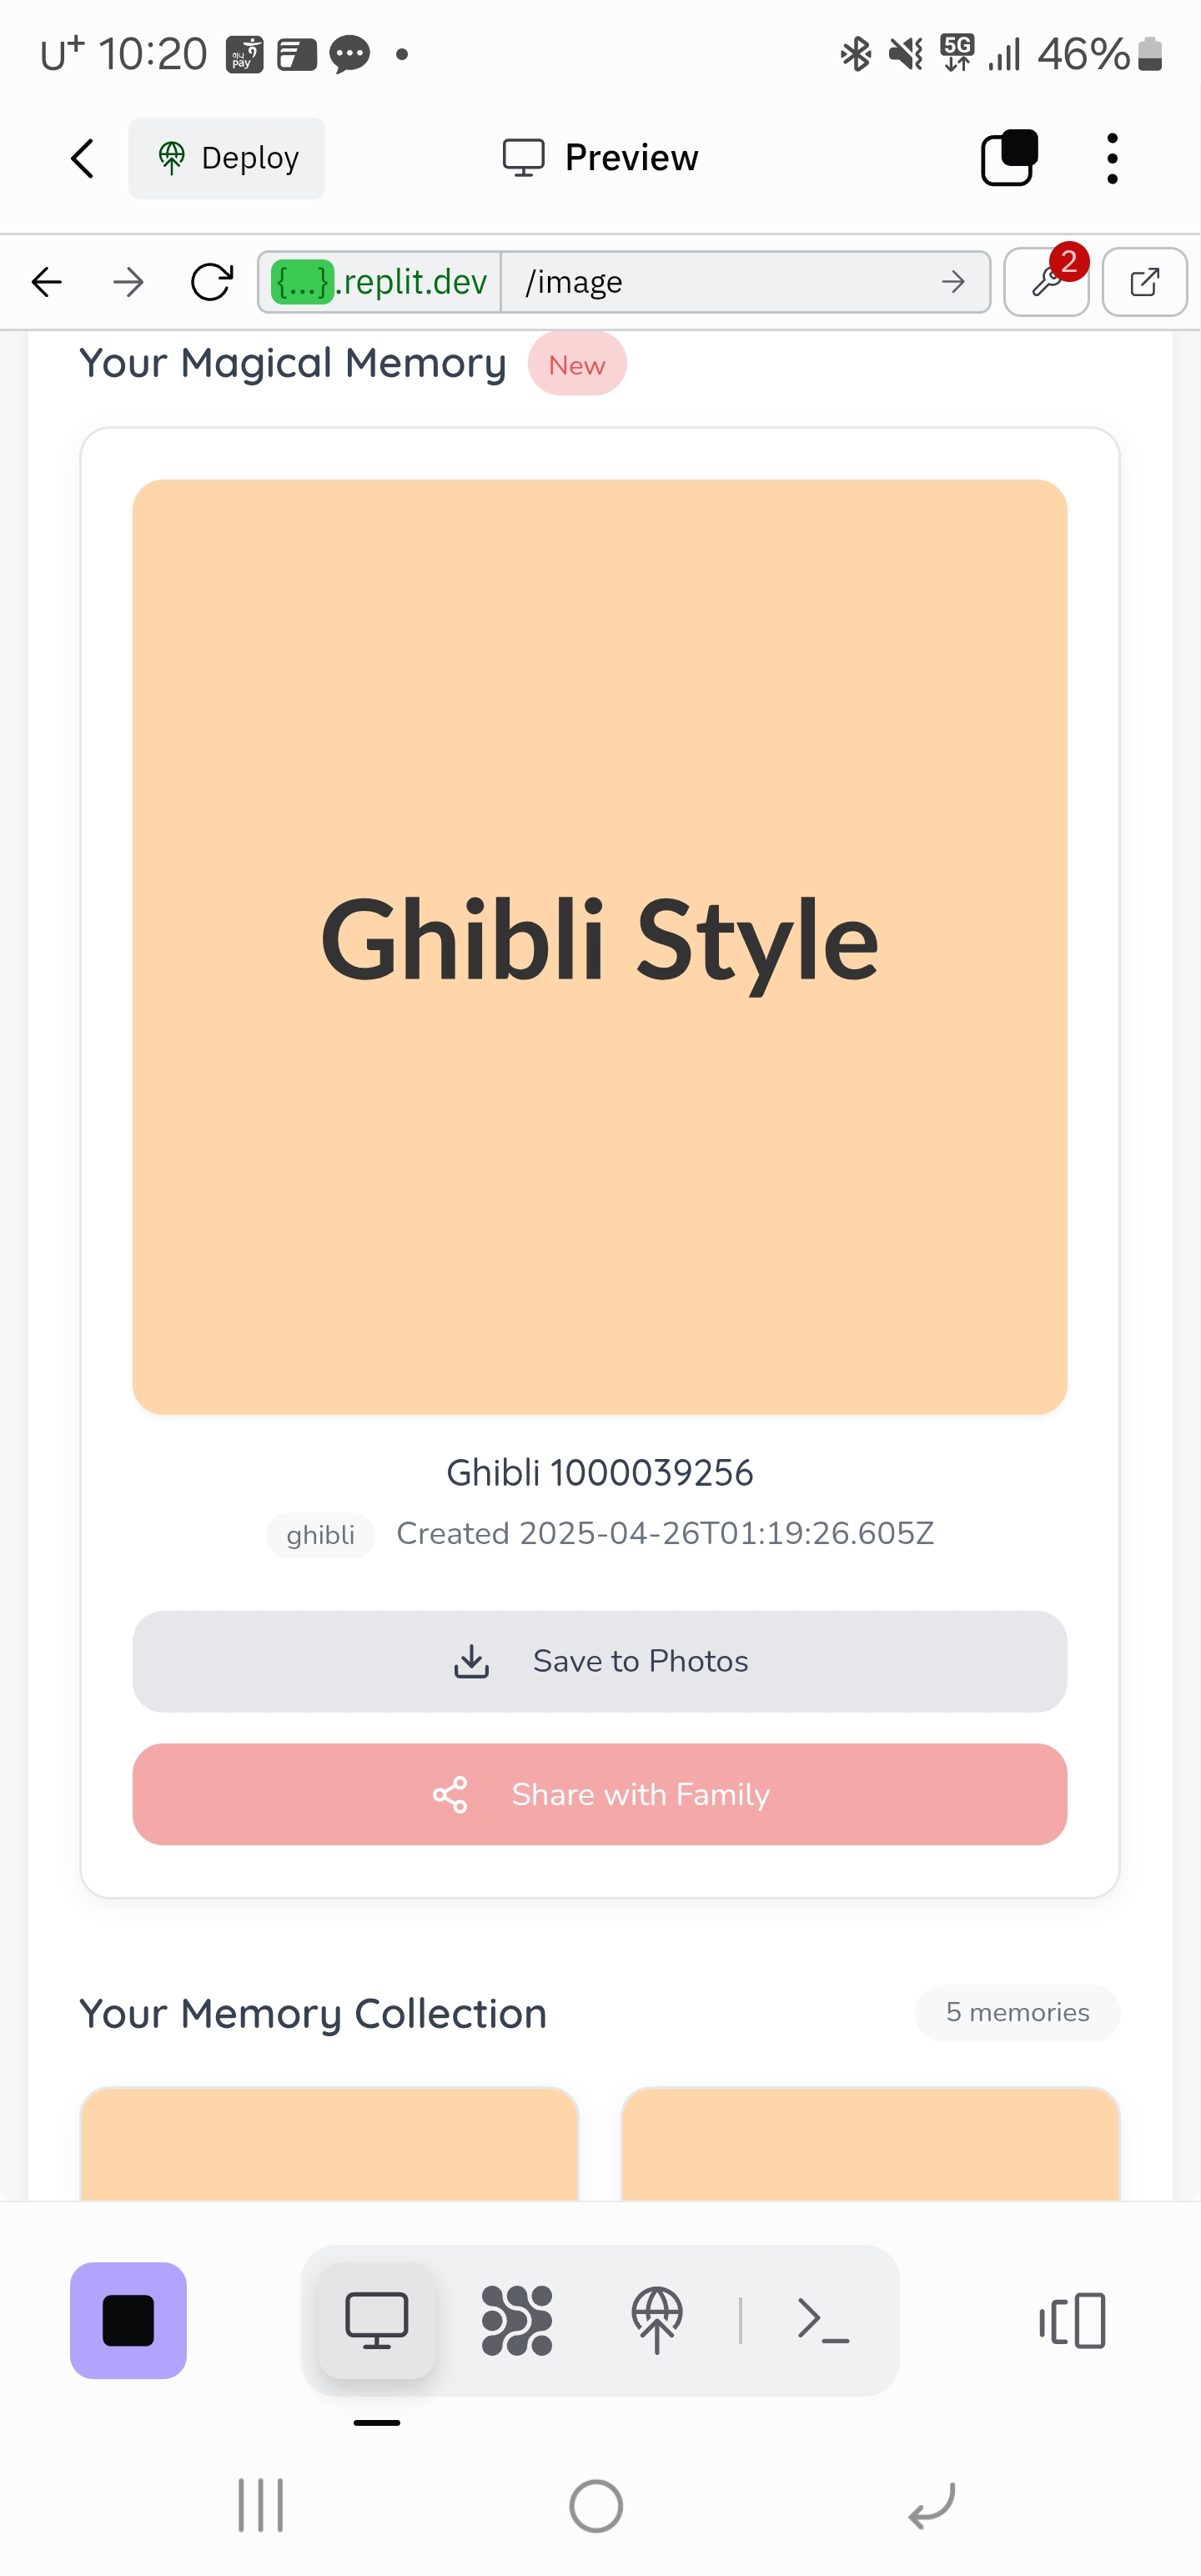 U+ 10:20 5G 46%
Deploy Preview
{...}.replit.dev /image 2
Your Magical Memory New
Ghibli Style
Ghibli 1000039256
ghibli Created 2025-04-26T01:19:26.605Z
Save to Photos
Share with Family
Your Memory Collection 5 memories